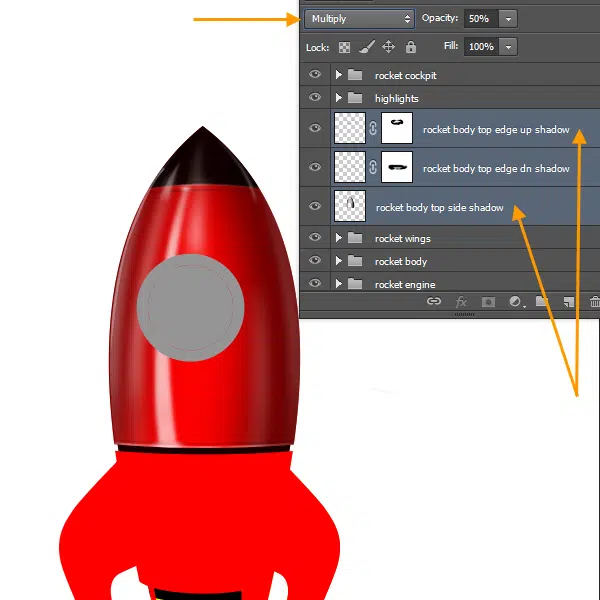 Multiply Opacity: 50%
Lock: Fill: 100%
rocket cockpit
highlights
rocket body top edge up shadow
rocket body top edge dn shadow
rocket body top side shadow
rocket wings
rocket body
rocket engine
fx